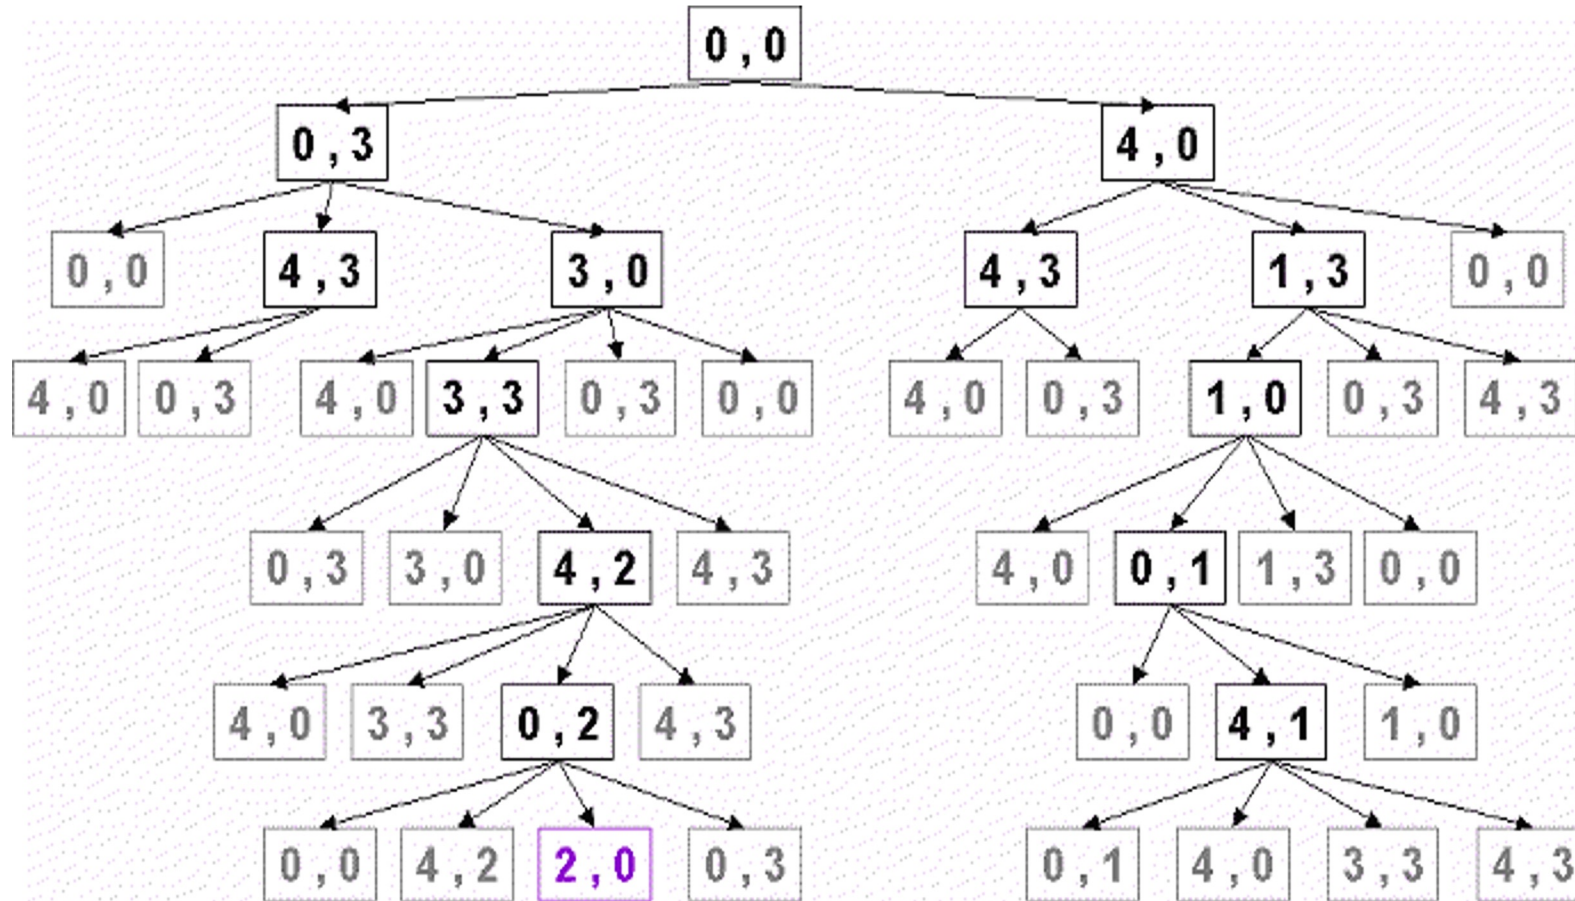 0 , 0
0 , 3 4 , 0
0 , 0 4 , 3 3 , 0 4 , 3 1 , 3 0 , 0
4 , 0 0 , 3 4 , 0 3 , 3 0 , 3 0 , 0 4 , 0 0 , 3 1 , 0 0 , 3 4 , 3
0 , 3 3 , 0 4 , 2 4 , 3 4 , 0 0 , 1 1 , 3 0 , 0
4 , 0 3 , 3 0 , 2 4 , 3 0 , 0 4 , 1 1 , 0
0 , 0 4 , 2 2 , 0 0 , 3 0 , 1 4 , 0 3 , 3 4 , 3